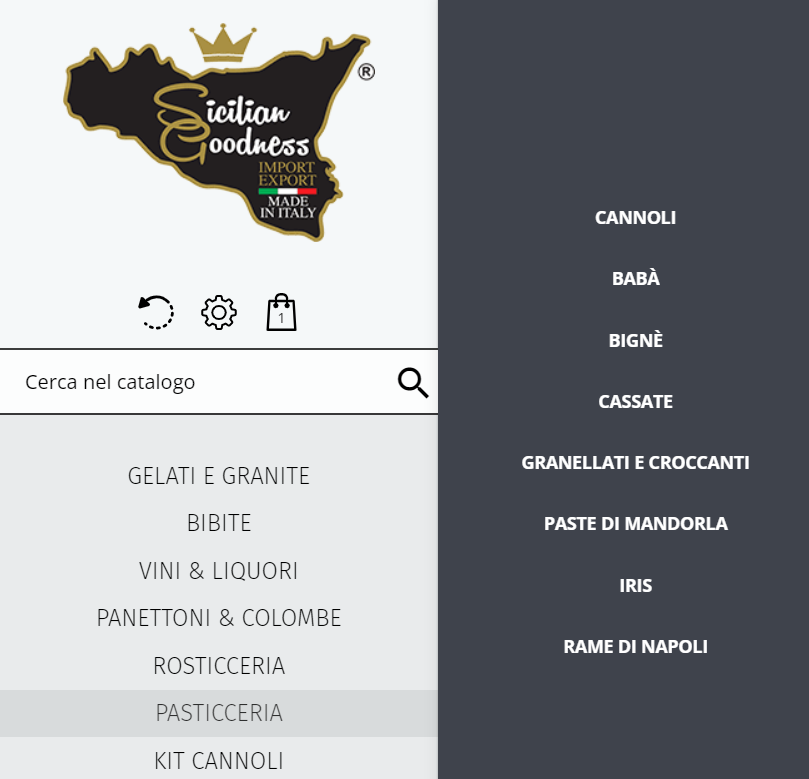 ®
Sicilian
Goodness
IMPORT
EXPORT
MADE
IN ITALY
1
Cerca nel catalogo
GELATI E GRANITE
BIBITE
VINI & LIQUORI
PANETTONI & COLOMBE
ROSTICCERIA
PASTICCERIA
KIT CANNOLI
CANNOLI
BABÀ
BIGNÈ
CASSATE
GRANELLATI E CROCCANTI
PASTE DI MANDORLA
IRIS
RAME DI NAPOLI